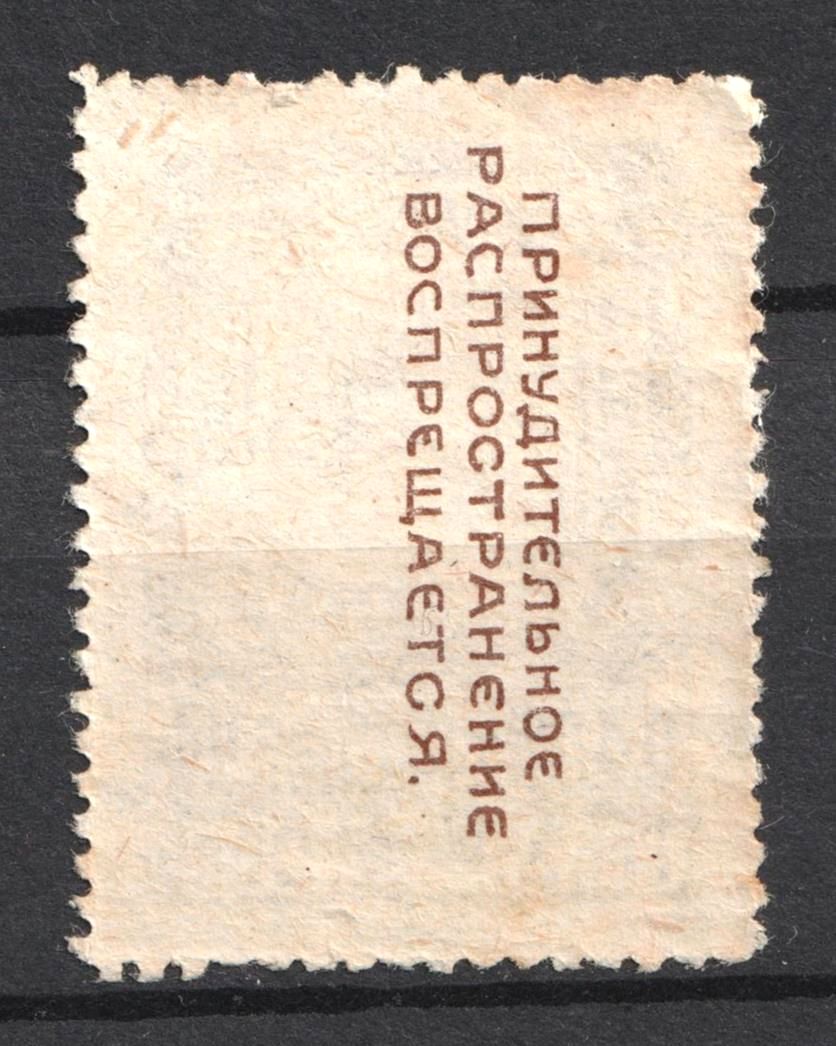 ПРИНУДИТЕЛЬНОЕ
РАСПРОСТРАНЕНИЕ
ВОСПРЕЩАЕТСЯ.